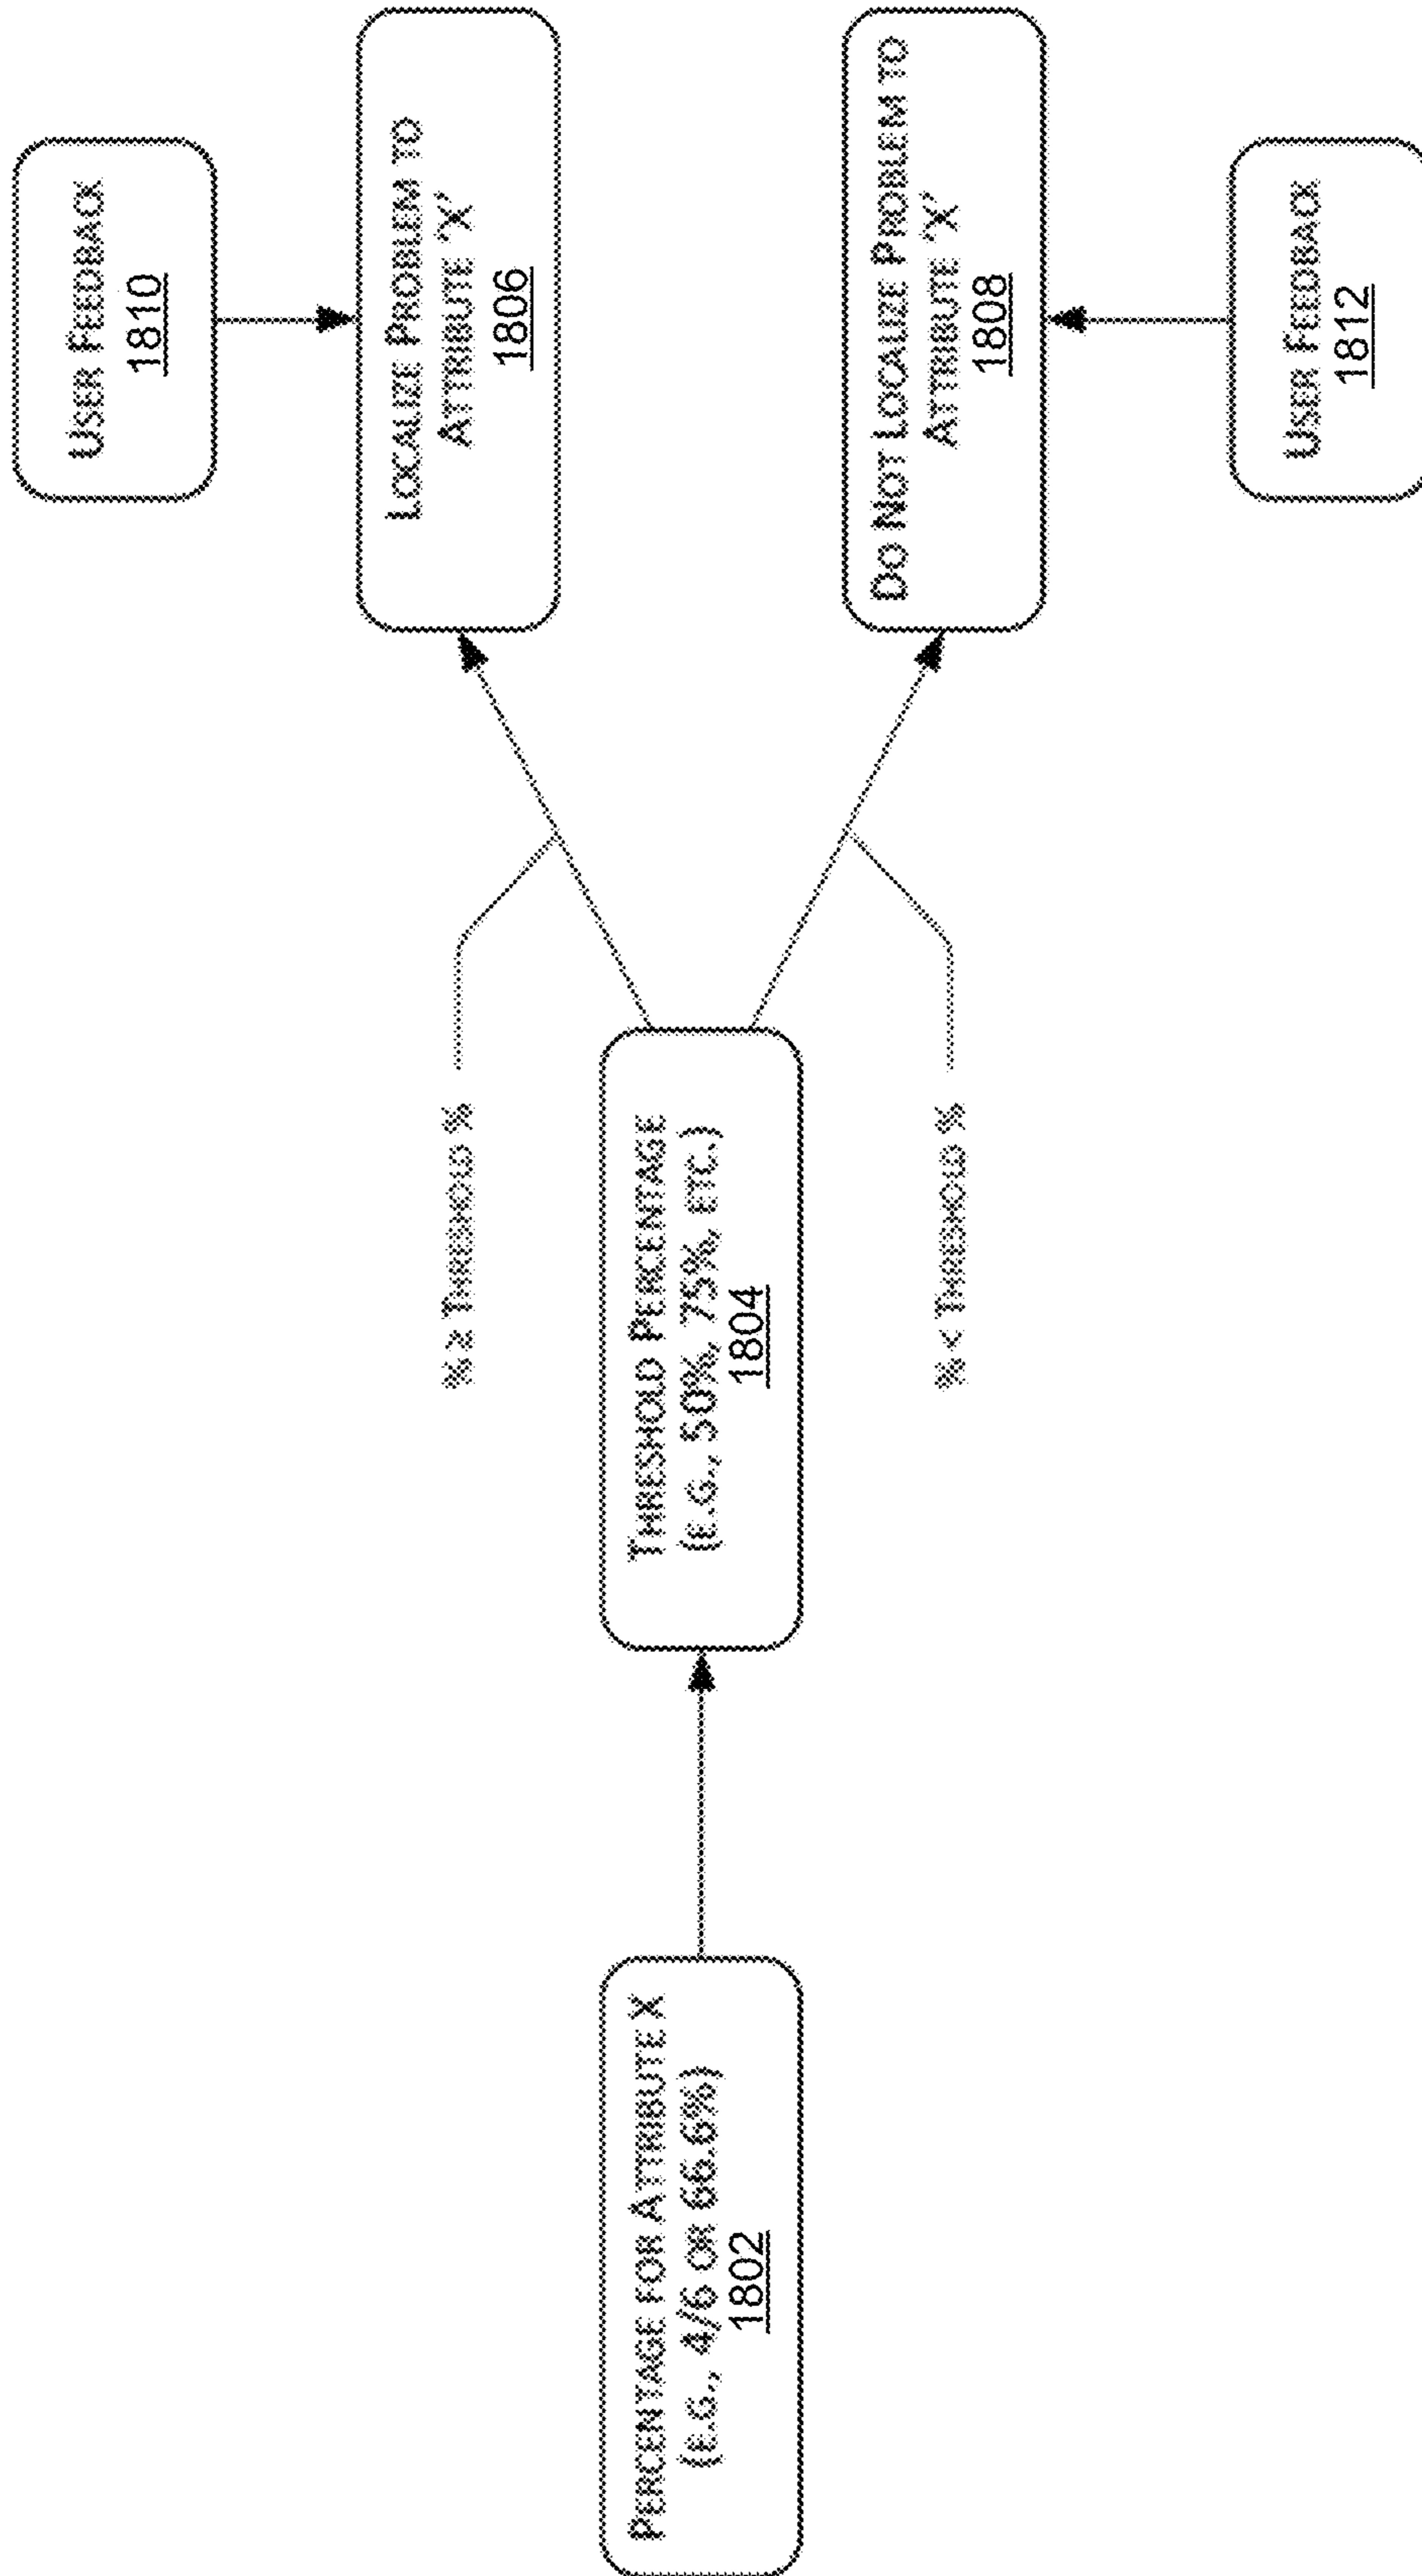 PERCENTAGE FOR ATTRIBUTE X
(E.G., 4/6 OR 66.6%)
1802
THRESHOLD PERCENTAGE
(E.G., 50%, 75%, ETC.)
1804
% ≥ THRESHOLD %
% < THRESHOLD %
USER FEEDBACK
1810
LOCALIZE PROBLEM TO
ATTRIBUTE 'X'
1806
DO NOT LOCALIZE PROBLEM TO
ATTRIBUTE 'X'
1808
USER FEEDBACK
1812